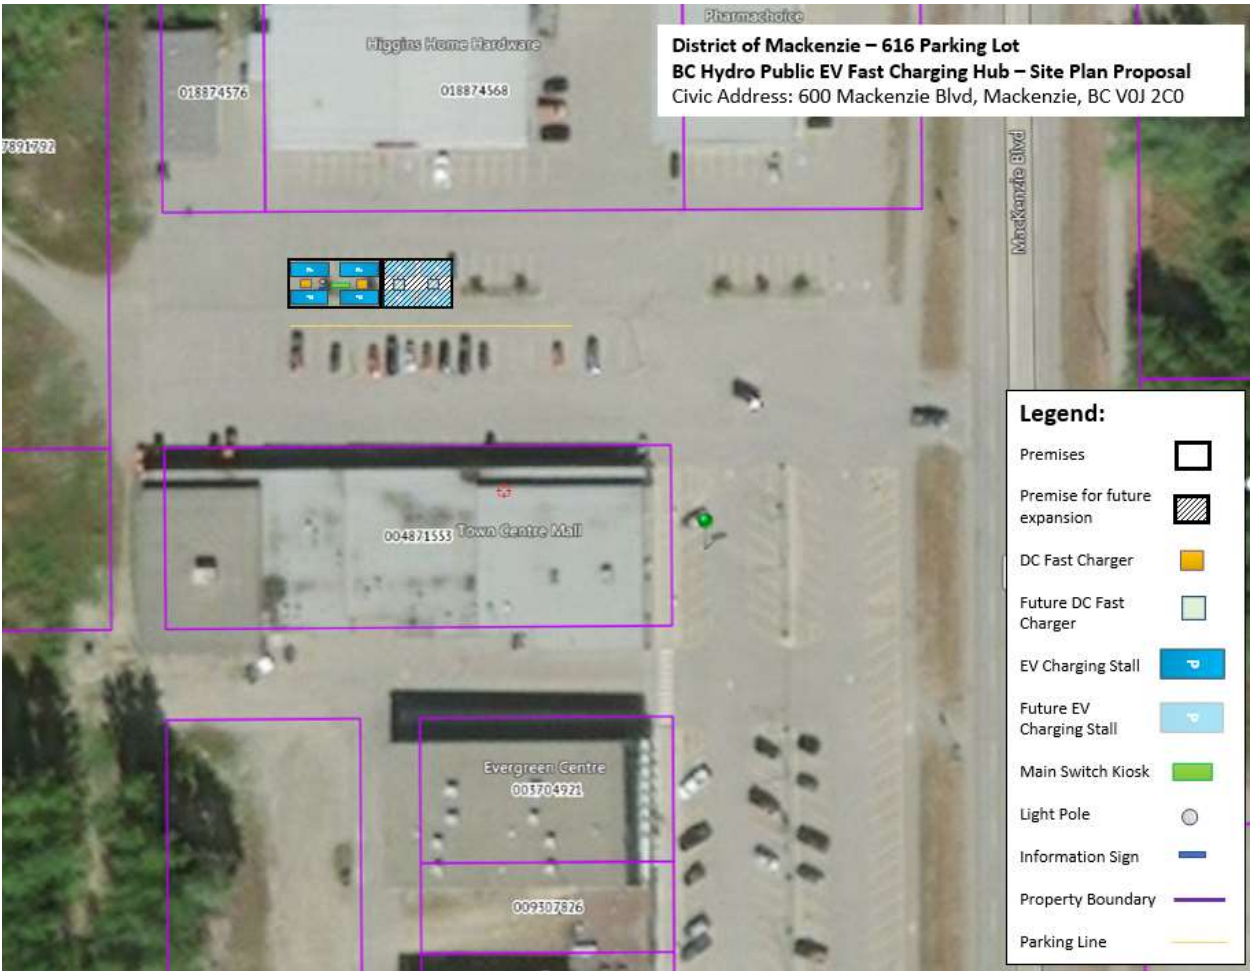 Pharmachoice
Higgins Home Hardware
018874576
018874568
District of Mackenzie – 616 Parking Lot
BC Hydro Public EV Fast Charging Hub – Site Plan Proposal
Civic Address: 600 Mackenzie Blvd, Mackenzie, BC V0J 2C0
7891792
MacKenzie Blvd
P P
P P
004871553
Town Centre Mall
Evergreen Centre
003704921
009307826
Legend:
Premises
Premise for future
expansion
DC Fast Charger
Future DC Fast
Charger
EV Charging Stall
P
Future EV
Charging Stall
P
Main Switch Kiosk
Light Pole
Information Sign
Property Boundary
Parking Line